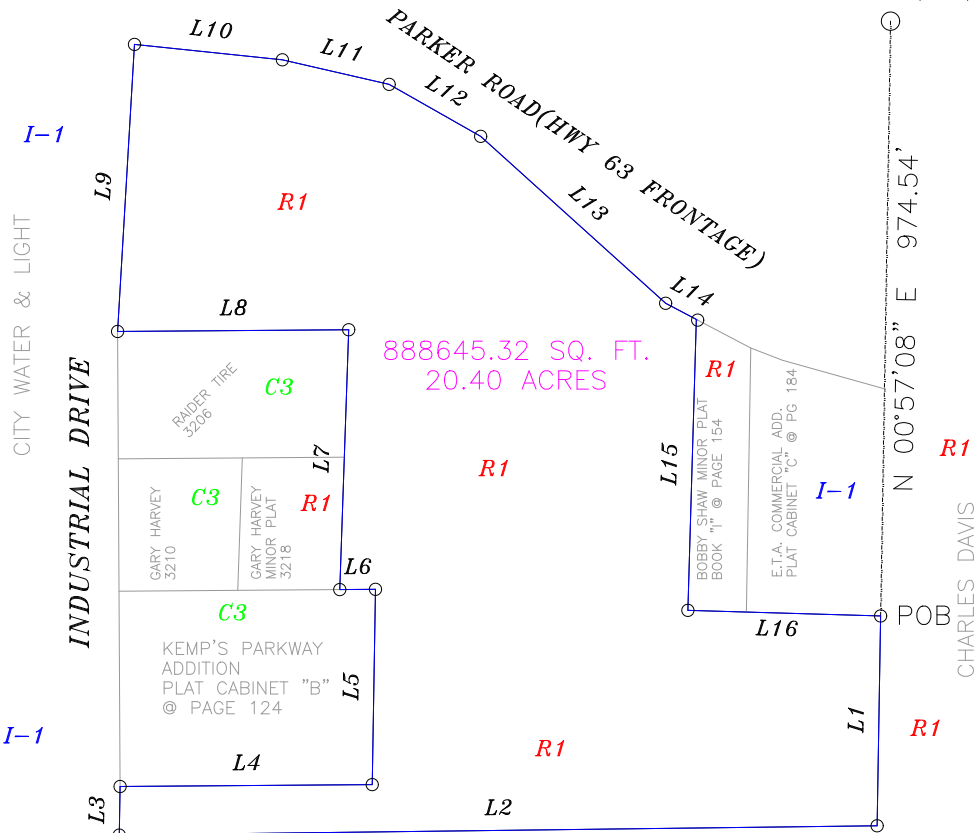 L10
L11
L12
PARKER ROAD(HWY 63 FRONTAGE)
I-1
L9
R1
L13
L14
N 00°57'08" E 974.54'
CITY WATER & LIGHT
L8
888645.32 SQ. FT.
20.40 ACRES
INDUSTRIAL DRIVE
RAIDER TIRE
3206
C3
L7
R1
BOBBY SHAW MINOR PLAT
BOOK "I" @ PAGE 154
E.T.A. COMMERCIAL ADD.
PLAT CABINET "C" @ PG 184
L15
R1
I-1
R1
C3
R1
GARY HARVEY
3210
GARY HARVEY
MINOR PLAT
3218
L6
C3
L16
POB
CHARLES DAVIS
KEMP'S PARKWAY
ADDITION
PLAT CABINET "B"
@ PAGE 124
L5
L1
I-1
R1
R1
L4
L3
L2